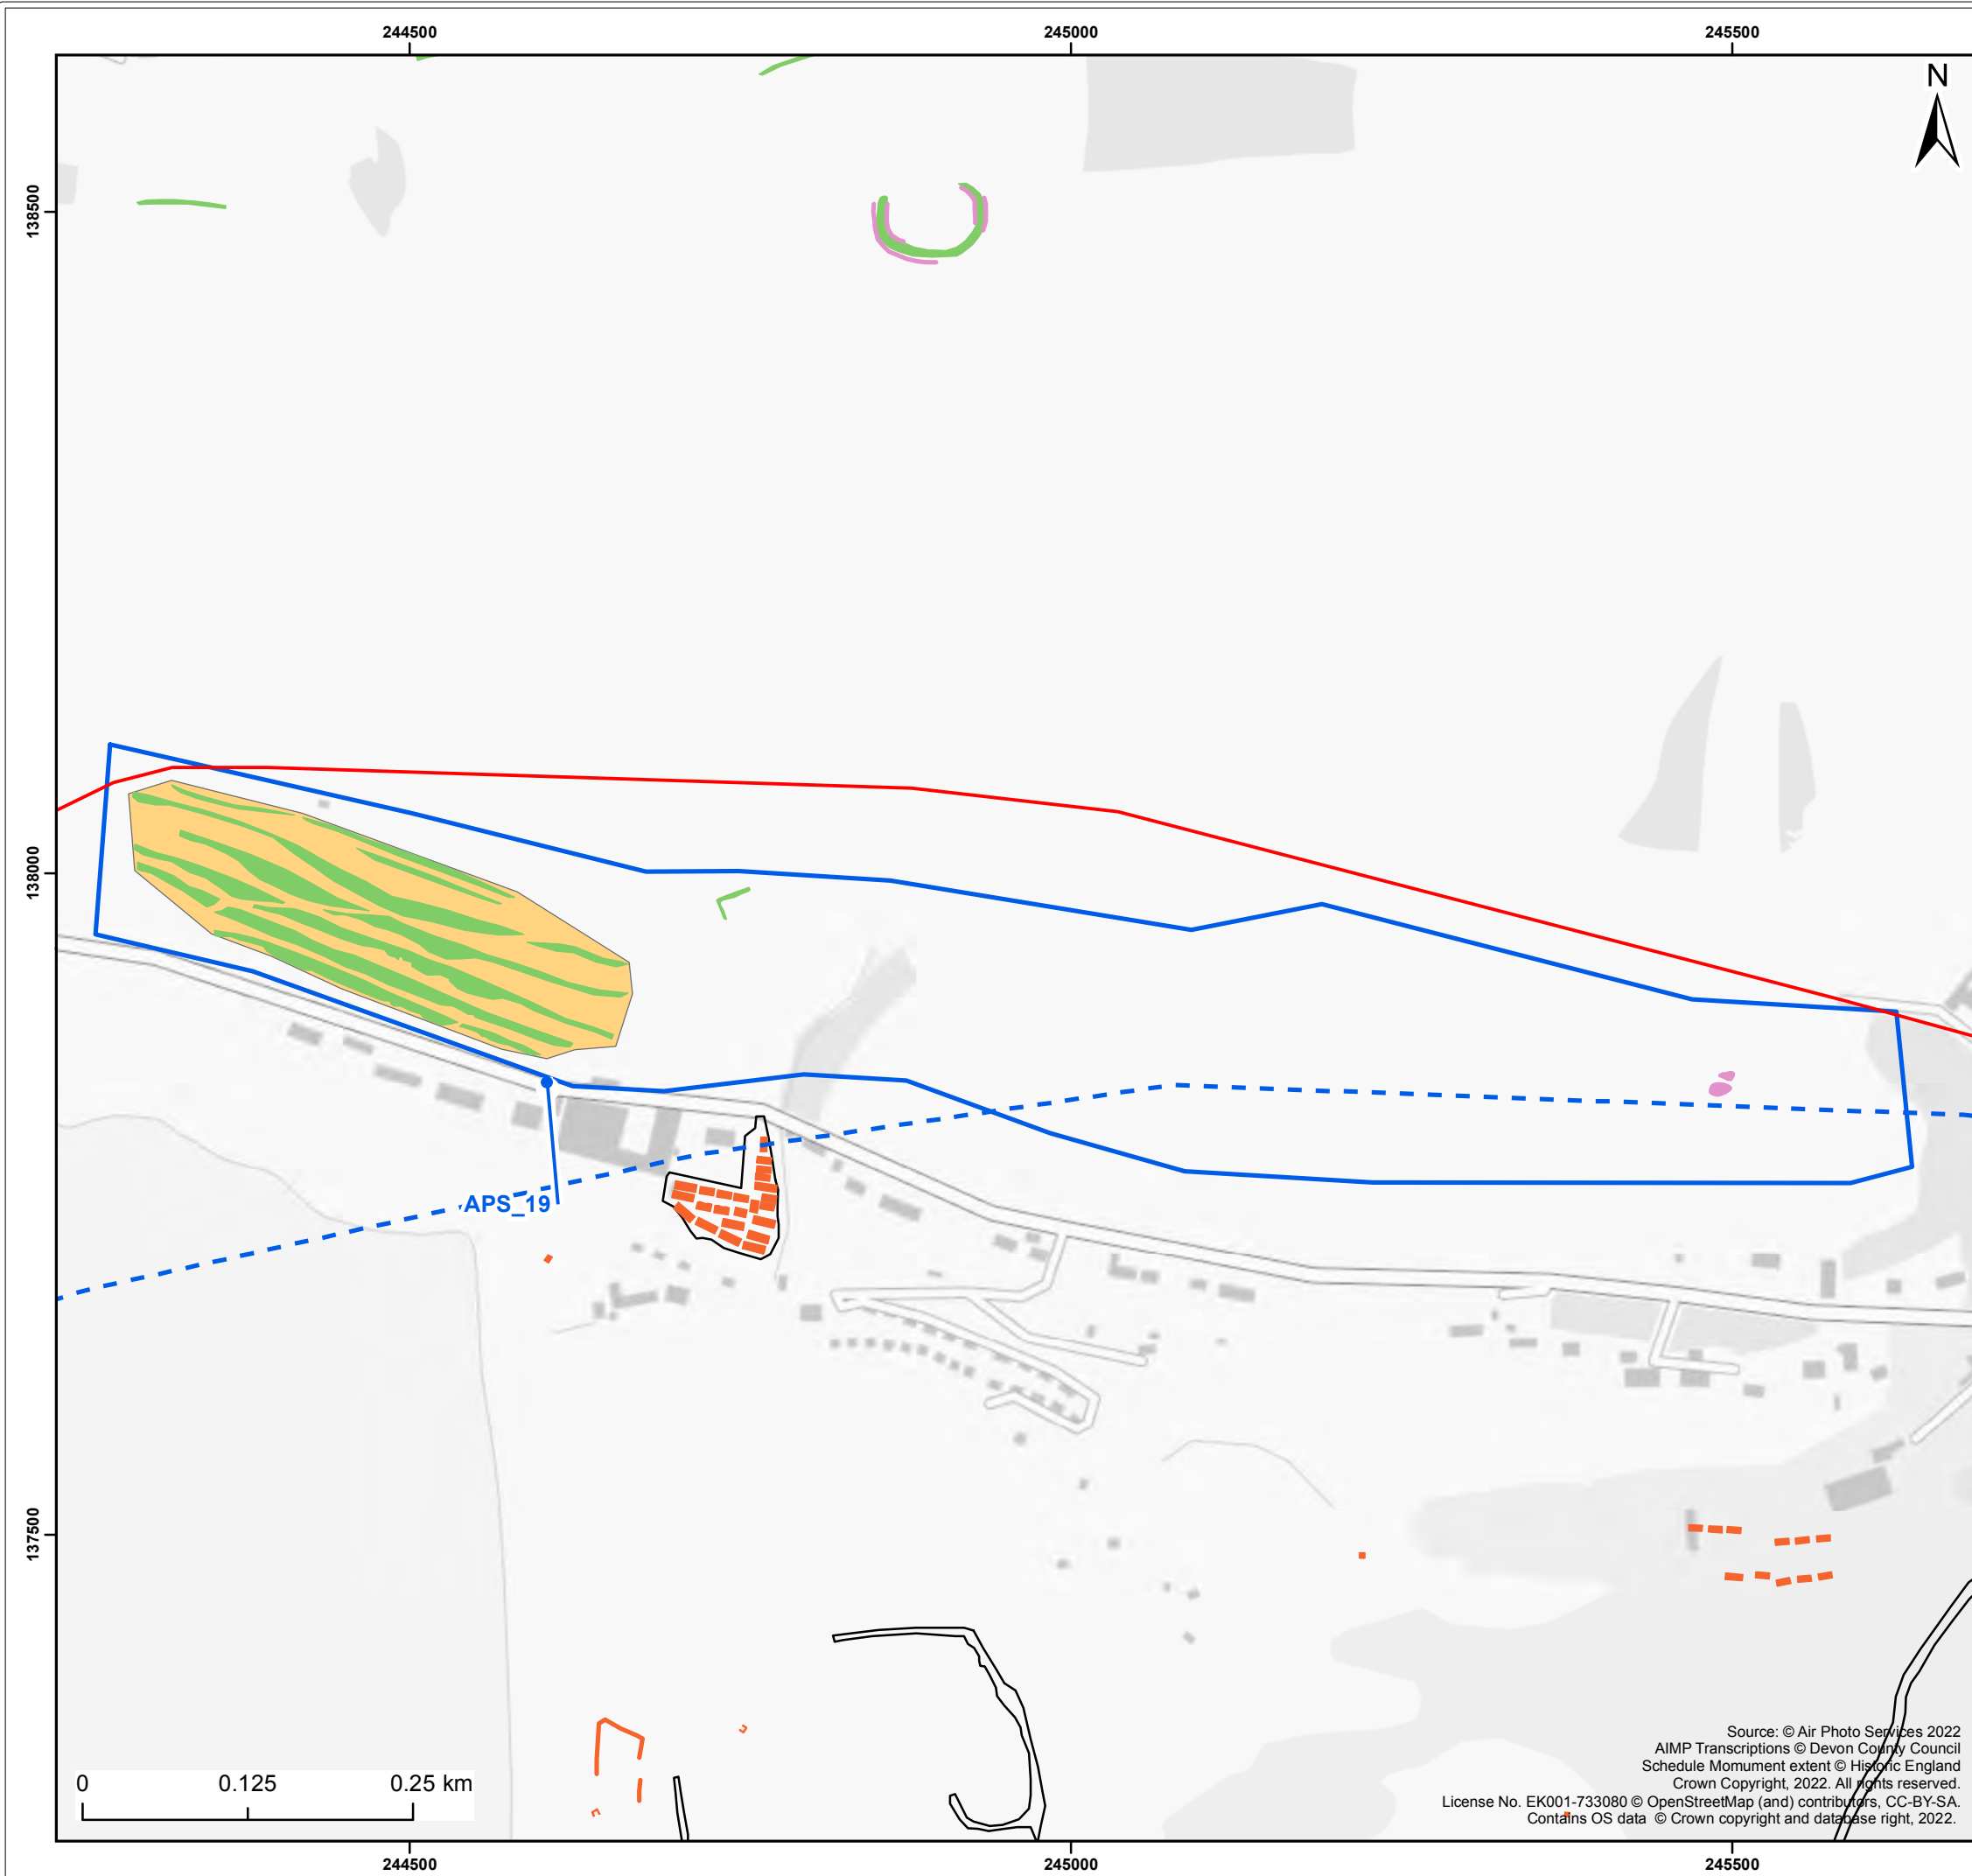 244500
245000
245500
N
138500
138000
APS_19
137500
0
0.125
0.25 km
Source: © Air Photo Services 2022
AIMP Transcriptions © Devon County Council
Schedule Momument extent © Historic England
Crown Copyright, 2022. All rights reserved.
License No. EK001-733080 © OpenStreetMap (and) contributors, CC-BY-SA.
Contains OS data © Crown copyright and database right, 2022.
244500
245000
245500